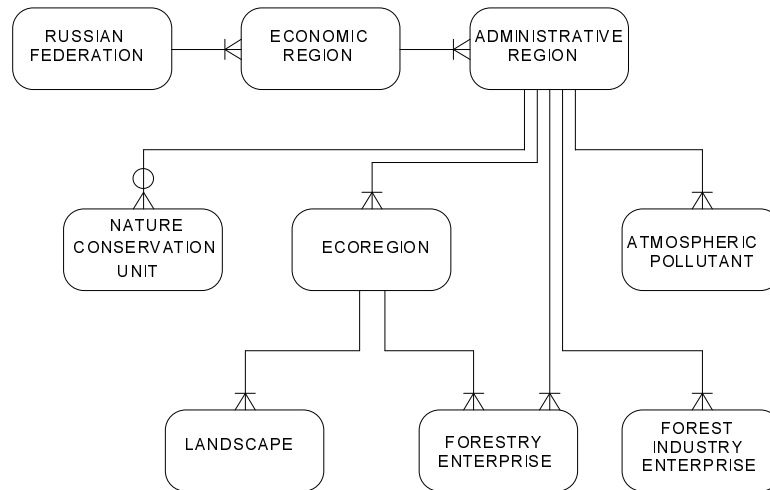 RUSSIAN
FEDERATION
ECONOMIC
REGION
ADMINISTRATIVE
REGION
NATURE
CONSERVATION
UNIT
ECOREGION
ATMOSPHERIC
POLLUTANT
LANDSCAPE
FORESTRY
ENTERPRISE
FOREST
INDUSTRY
ENTERPRISE